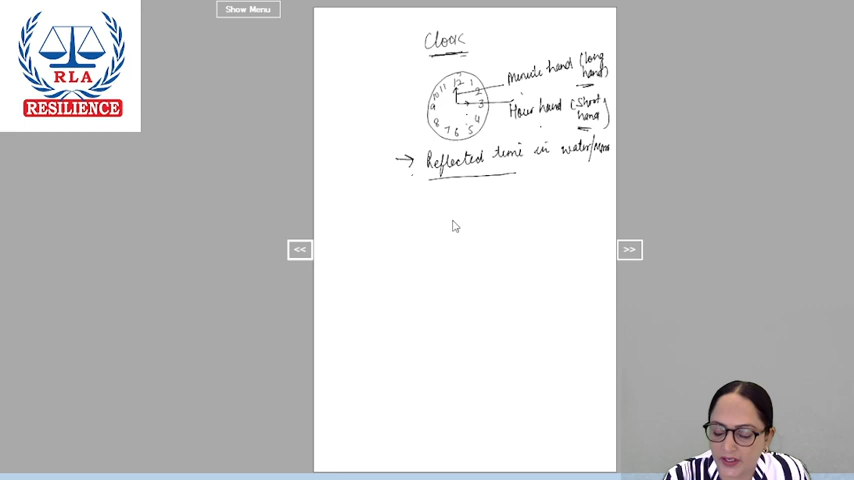 Show Menu
RLA
RESILIENCE
Clock
Minute hand (long hand)
Hour hand (Short hand)
12
1
2
3
4
5
6
7
8
9
10
11
→ Reflected time in water/
<<
>>